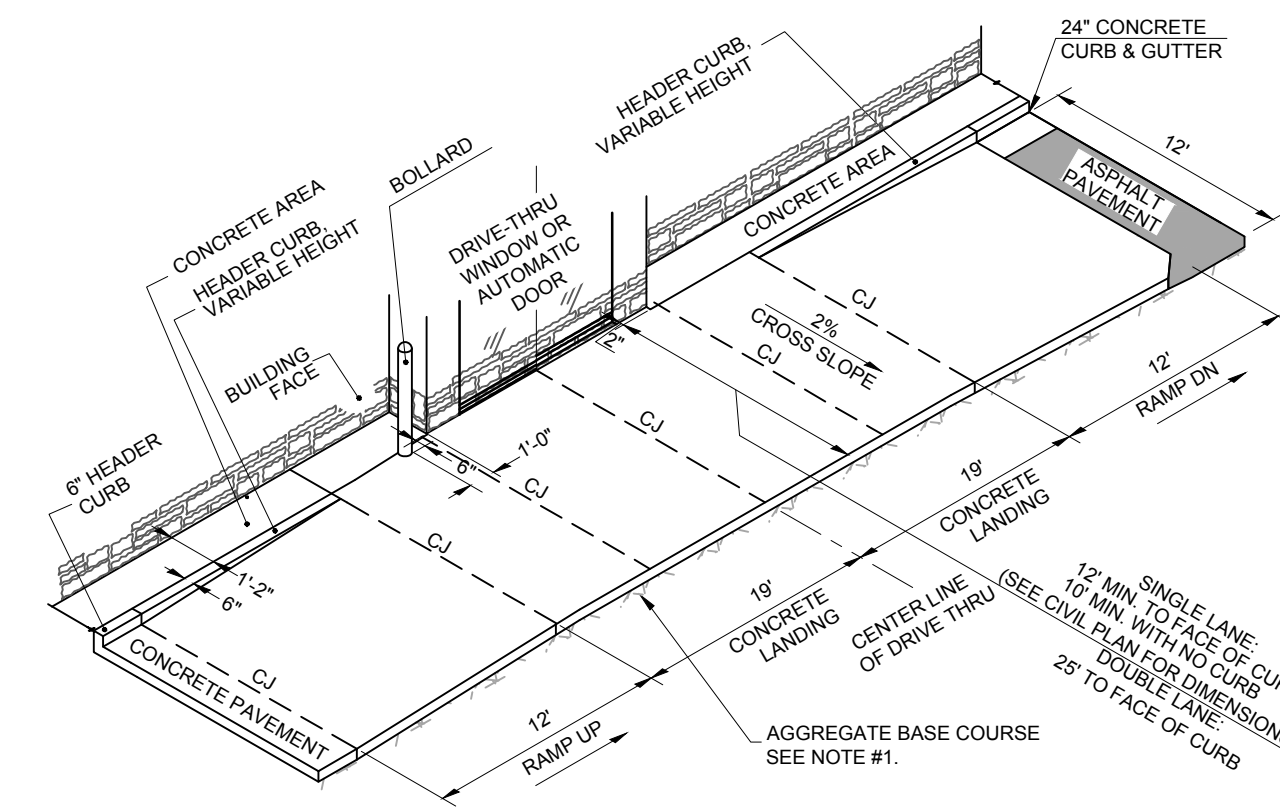 24" CONCRETE
CURB & GUTTER
HEADER CURB,
VARIABLE HEIGHT
12'
BOLLARD
ASPHALT
PAVEMENT
CONCRETE AREA
CONCRETE AREA
HEADER CURB,
VARIABLE HEIGHT
DRIVE-THRU
WINDOW OR
AUTOMATIC
DOOR
CJ
2%
CROSS SLOPE
2"
CJ
BUILDING
FACE
12'
RAMP DN
CJ
6" HEADER
CURB
1'-0"
6"
CJ
19'
CONCRETE
LANDING
CJ
1'-2"
6"
19'
CONCRETE
LANDING
CENTER LINE
OF DRIVE THRU
SINGLE LANE:
12' MIN. TO FACE OF
10' MIN. WITH NO CURB
(SEE CIVIL PLAN FOR
DOUBLE LANE:
25' TO FACE OF CURB
CJ
CONCRETE PAVEMENT
12'
RAMP UP
AGGREGATE BASE COURSE
SEE NOTE #1.